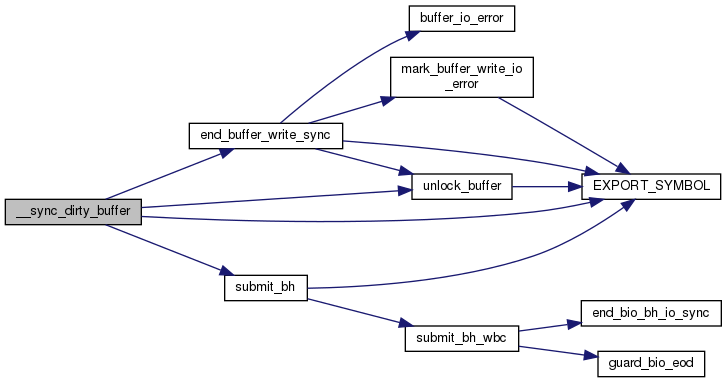 buffer_io_error
mark_buffer_write_io
_error
end_buffer_write_sync
EXPORT_SYMBOL
unlock_buffer
__sync_dirty_buffer
submit_bh
end_bio_bh_io_sync
submit_bh_wbc
guard_bio_eod